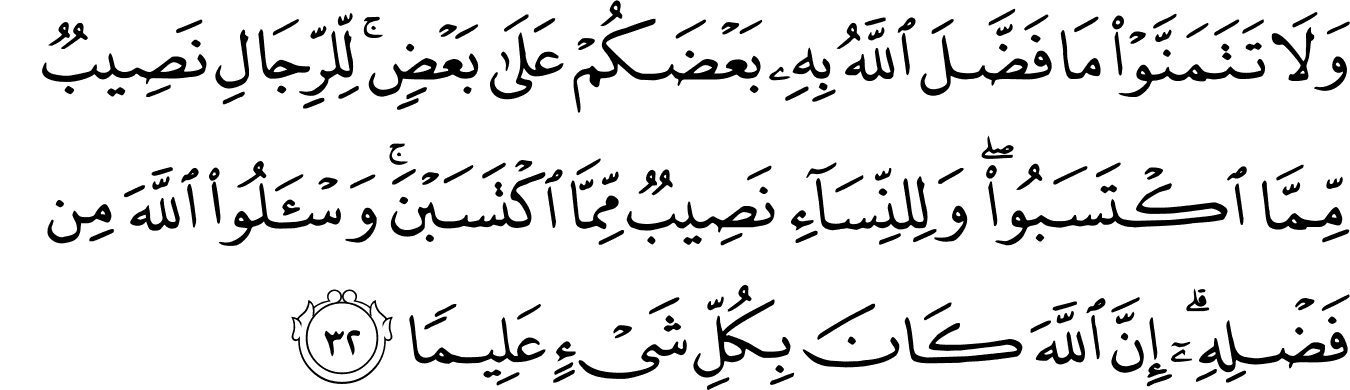 وَلَا تَتَمَنَّوْا۟ مَا فَضَّلَ ٱللَّهُ بِهِۦ بَعْضَكُمْ عَلَىٰ بَعْضٍۚ لِّلرِّجَالِ نَصِيبٌ
مِّمَّا ٱكْتَسَبُوا۟ۖ وَلِلنِّسَآءِ نَصِيبٌ مِّمَّا ٱكْتَسَبْنَۚ وَسْـَٔلُوا۟ ٱللَّهَ مِن
فَضْلِهِۦٓۗ إِنَّ ٱللَّهَ كَانَ بِكُلِّ شَىْءٍ عَلِيمًا ٣٢